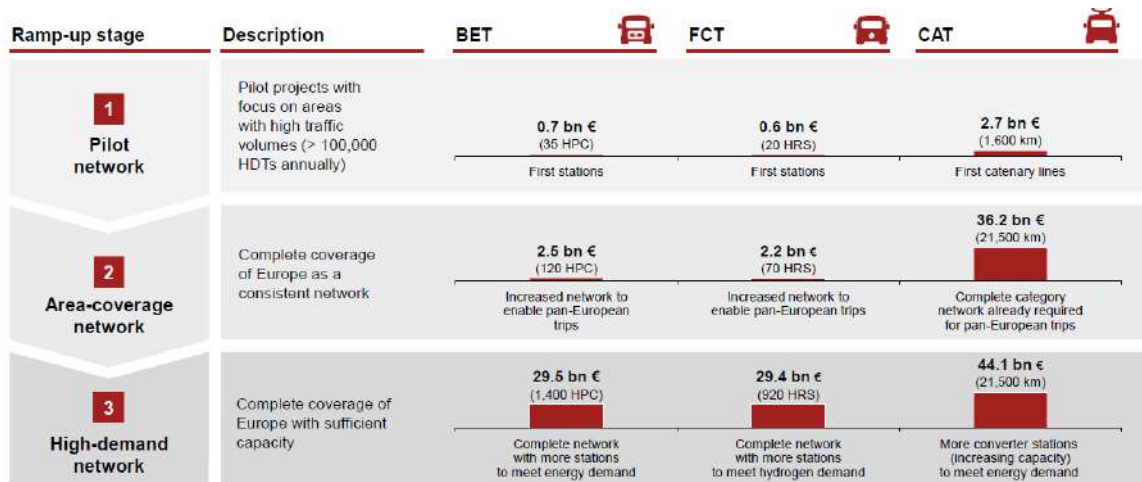 Ramp-up stage
Description
BET
FCT
CAT
1
Pilot
network
Pilot projects with
focus on areas
with high traffic
volumes (> 100,000
HDTs annually)
0.7 bn €
(35 HPC)
First stations
0.6 bn €
(20 HRS)
First stations
2.7 bn €
(1,600 km)
First catenary lines
2
Area-coverage
network
Complete coverage
of Europe as a
consistent network
2.5 bn €
(120 HPC)
Increased network to
enable pan-European
trips
2.2 bn €
(70 HRS)
Increased network to
enable pan-European trips
36.2 bn €
(21,500 km)
Complete category
network already required
for pan-European trips
3
High-demand
network
Complete coverage of
Europe with sufficient
capacity
29.5 bn €
(1,400 HPC)
Complete network
with more stations
to meet energy demand
29.4 bn €
(920 HRS)
Complete network
with more stations
to meet hydrogen demand
44.1 bn €
(21,500 km)
More converter stations
(increasing capacity)
to meet energy demand